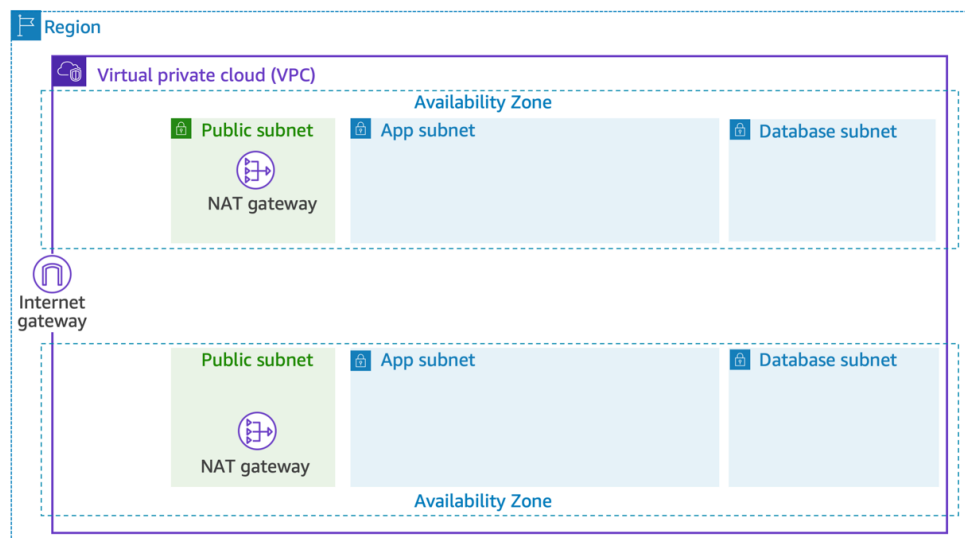 Region
Virtual private cloud (VPC)
Availability Zone
Public subnet
App subnet
Database subnet
NAT gateway
Internet
gateway
Public subnet
App subnet
Database subnet
NAT gateway
Availability Zone